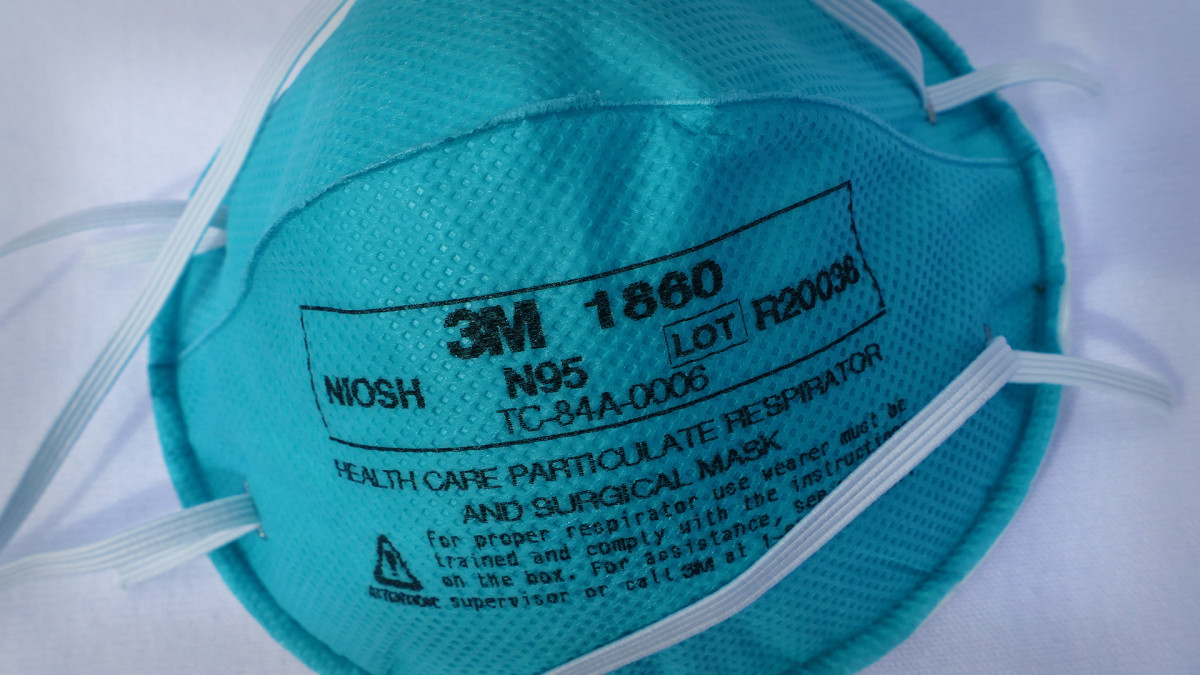 3M 1860
LOT R20038
NIOSH N95
TC-84A-0006
HEALTH CARE PARTICULATE RESPIRATOR
AND SURGICAL MASK
For proper respirator use wearer must be
trained and comply with the
on the box. For assistance, see
supervisor or call 3M at
ATTENTION: